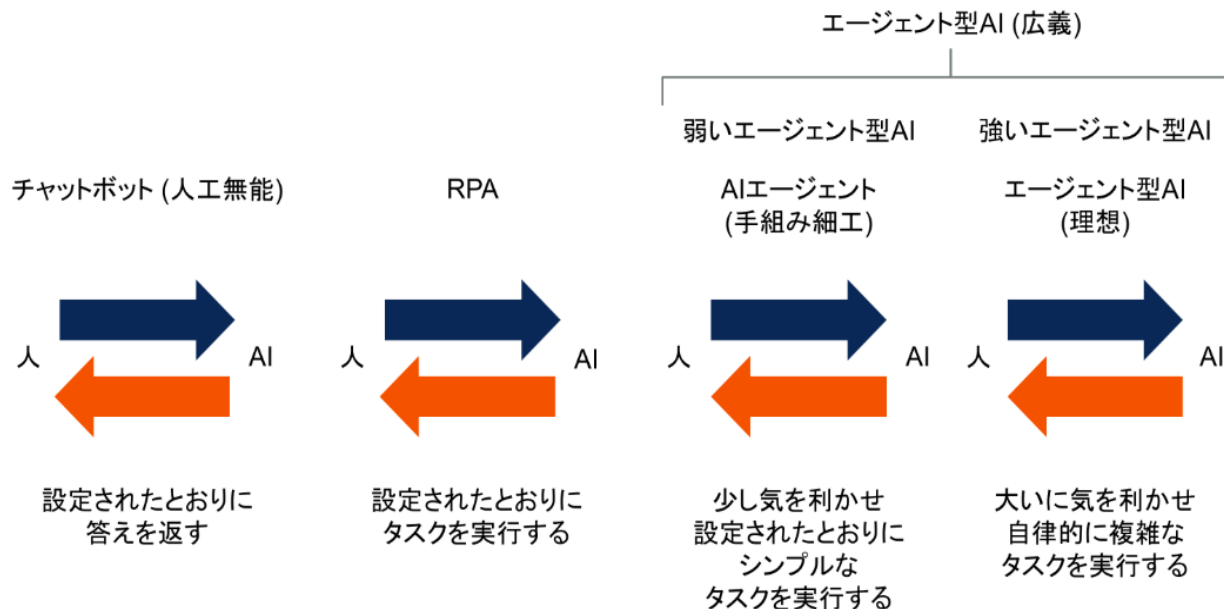 エージェント型AI (広義)
弱いエージェント型AI
強いエージェント型AI
チャットボット (人工無能)
RPA
AIエージェント
(手組み細工)
エージェント型AI
(理想)
人
AI
人
AI
人
AI
人
AI
設定されたとおりに
答えを返す
設定されたとおりに
タスクを実行する
少し気を利かせ
設定されたとおりに
シンプルな
タスクを実行する
大いに気を利かせ
自律的に複雑な
タスクを実行する